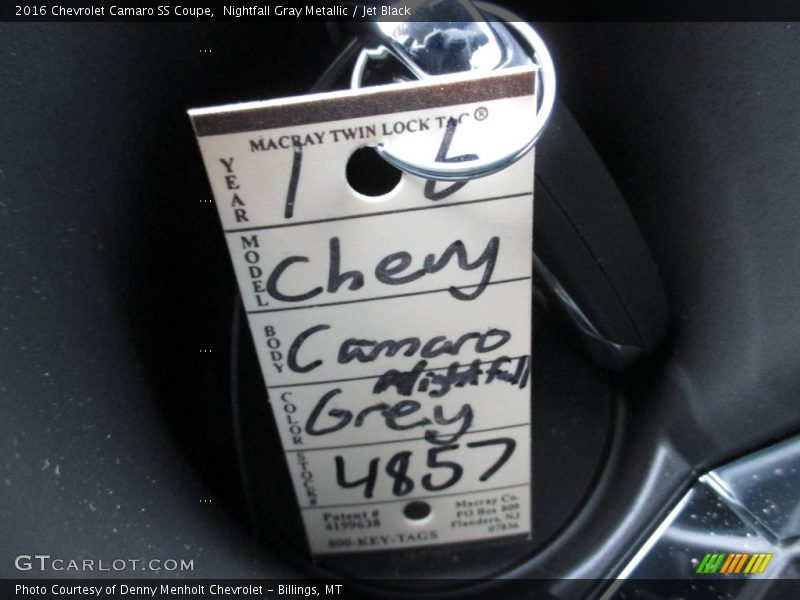 2016 Chevrolet Camaro SS Coupe, Nightfall Gray Metallic / Jet Black
MACRAY TWIN LOCK TAG®
YEAR 16
MODEL Chevy
BODY Camaro
Nightfall
COLOR Grey
STOCK# 4857
Patent # 4199638
Macray Co.
PO Box 809
Flanders, NJ
07836
800-KEY-TAGS
GTCARLOT.COM
Photo Courtesy of Denny Menholt Chevrolet – Billings, MT